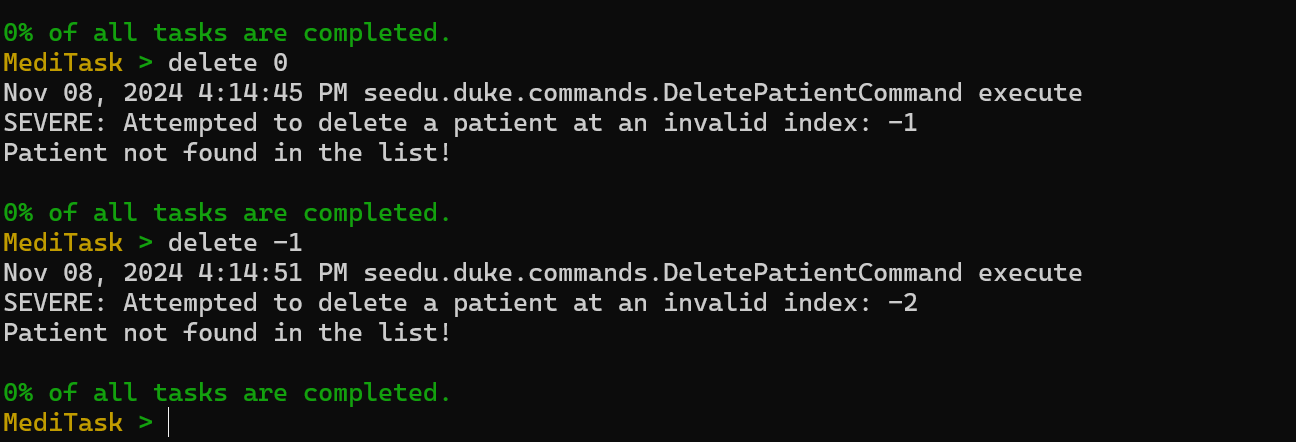 0% of all tasks are completed.
MediTask > delete 0
Nov 08, 2024 4:14:45 PM seedu.duke.commands.DeletePatientCommand execute
SEVERE: Attempted to delete a patient at an invalid index: -1
Patient not found in the list!
0% of all tasks are completed.
MediTask > delete -1
Nov 08, 2024 4:14:51 PM seedu.duke.commands.DeletePatientCommand execute
SEVERE: Attempted to delete a patient at an invalid index: -2
Patient not found in the list!
0% of all tasks are completed.
MediTask >